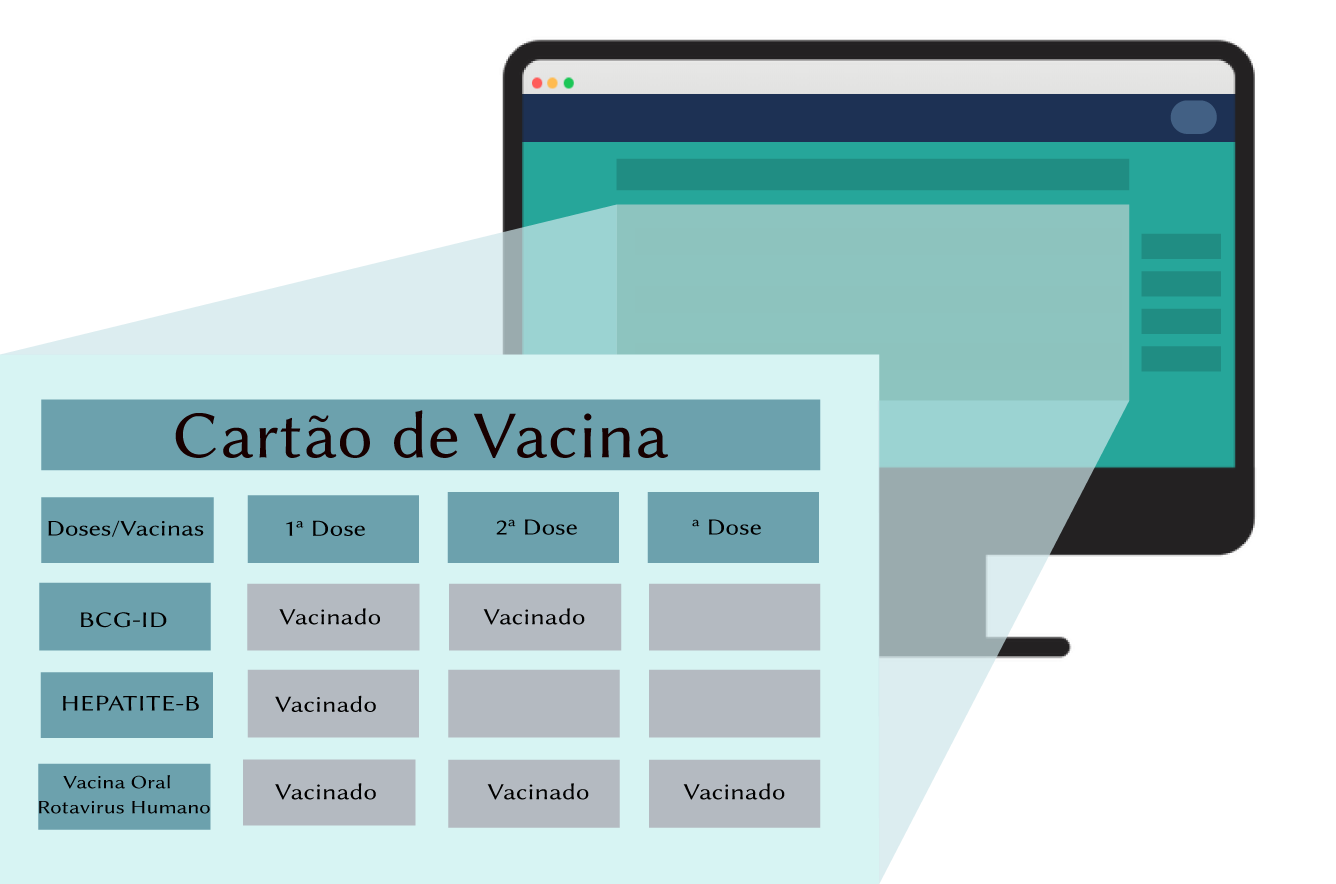 Cartão de Vacina
Doses/Vacinas 1ª Dose 2ª Dose ª Dose
BCG-ID Vacinado Vacinado
HEPATITE-B Vacinado
Vacina Oral
Rotavirus Humano Vacinado Vacinado Vacinado